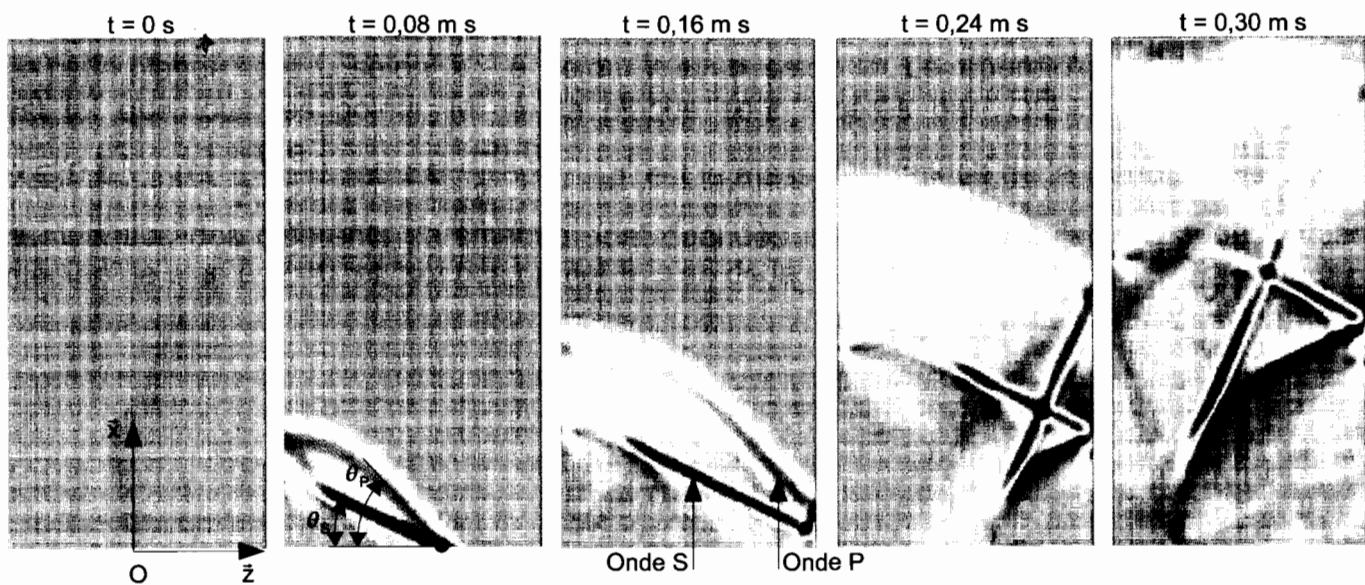 t = 0 s
t = 0,08 m s
t = 0,16 m s
t = 0,24 m s
t = 0,30 m s
x
θP
θS
O
z
Onde S
Onde P